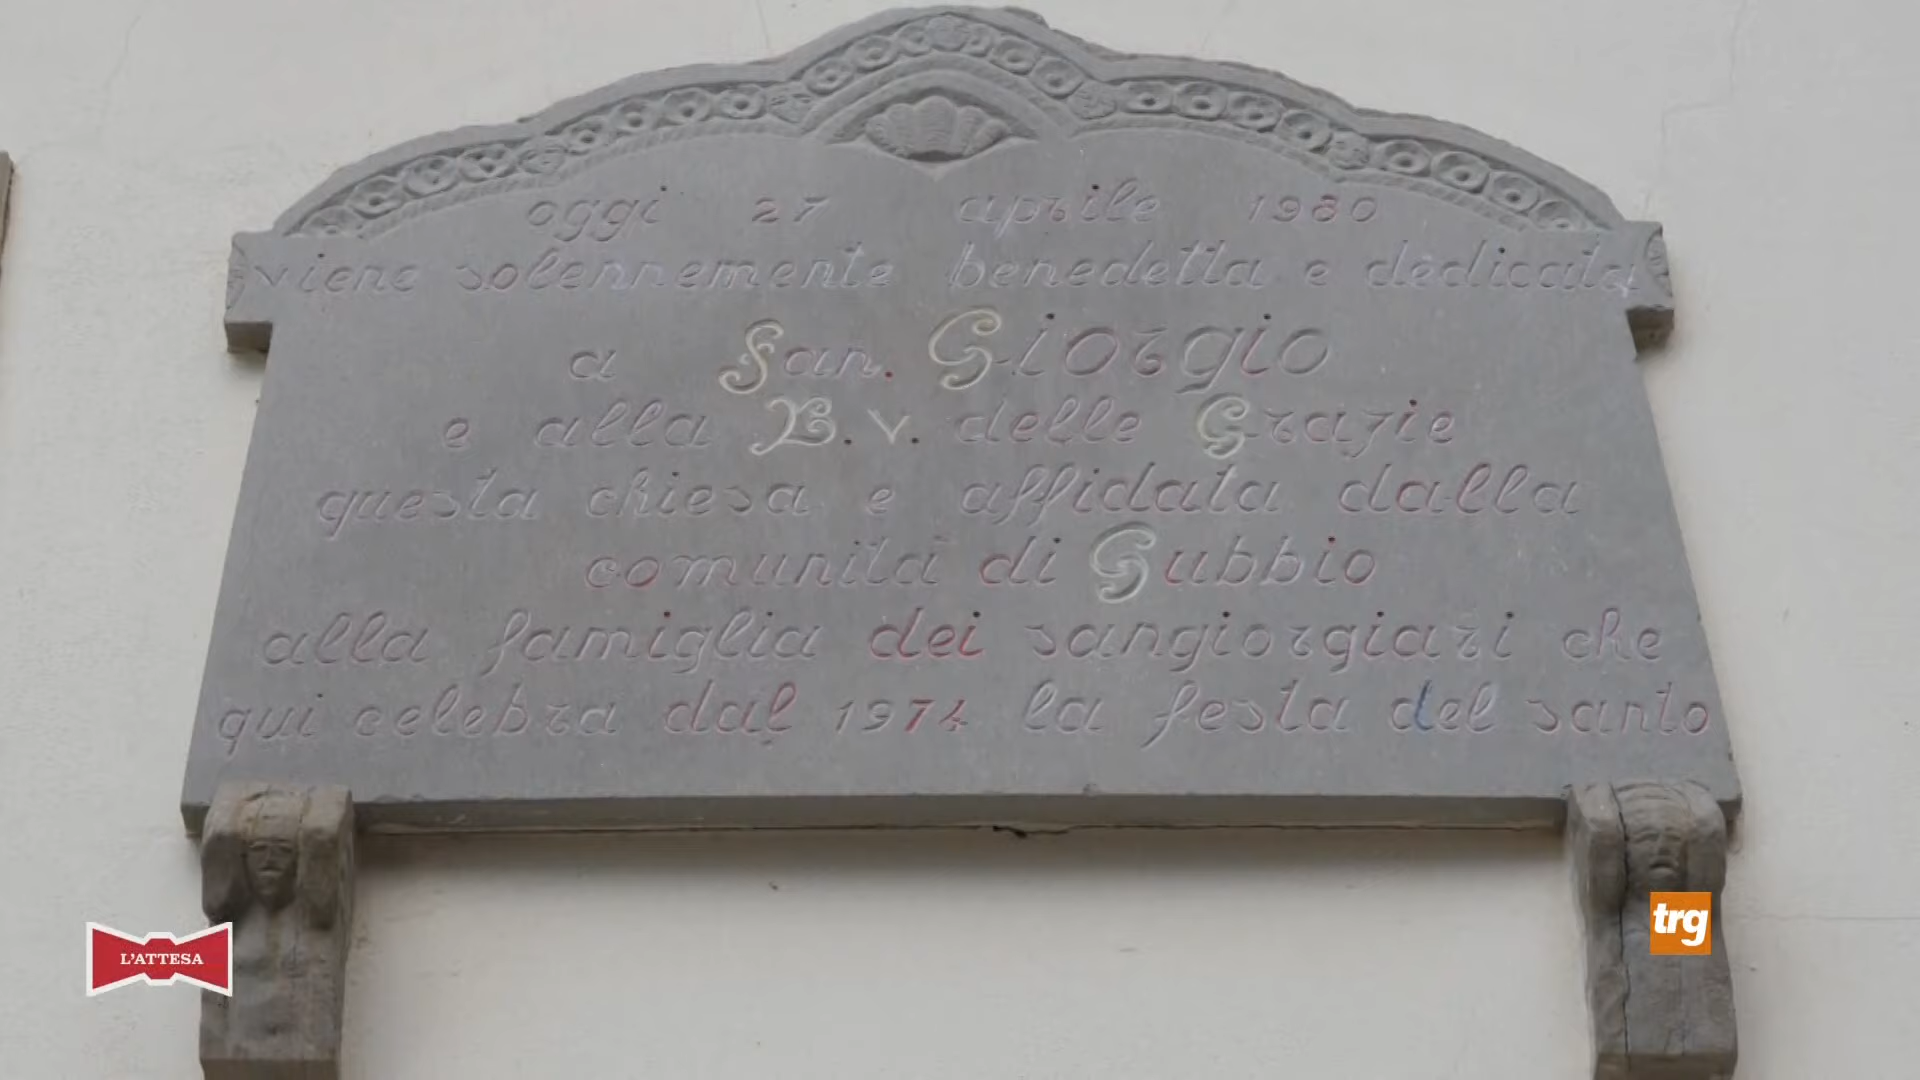 oggi 27 aprile 1980
viene solennemente benedetta e dedicata
a San. Giorgio
e alla B.V. delle Grazie
questa chiesa e affidata dalla
comunità di Gubbio
alla famiglia dei sangiorgiari che
qui celebra dal 1974 la festa del santo
L'ATTESA
trg